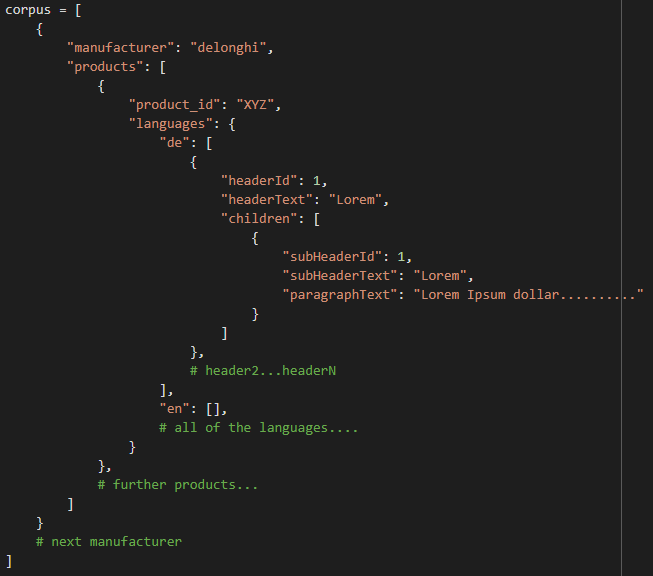 corpus = [
    {
        "manufacturer": "delonghi",
        "products": [
            {
                "product_id": "XYZ",
                "languages": {
                    "de": [
                        {
                            "headerId": 1,
                            "headerText": "Lorem",
                            "children": [
                                {
                                    "subHeaderId": 1,
                                    "subHeaderText": "Lorem",
                                    "paragraphText": "Lorem Ipsum dollar.........."
                                }
                            ]
                        },
                        # header2...headerN
                    ],
                    "en": [],
                    # all of the languages....
                }
            },
            # further products...
        ]
    }
    # next manufacturer
]